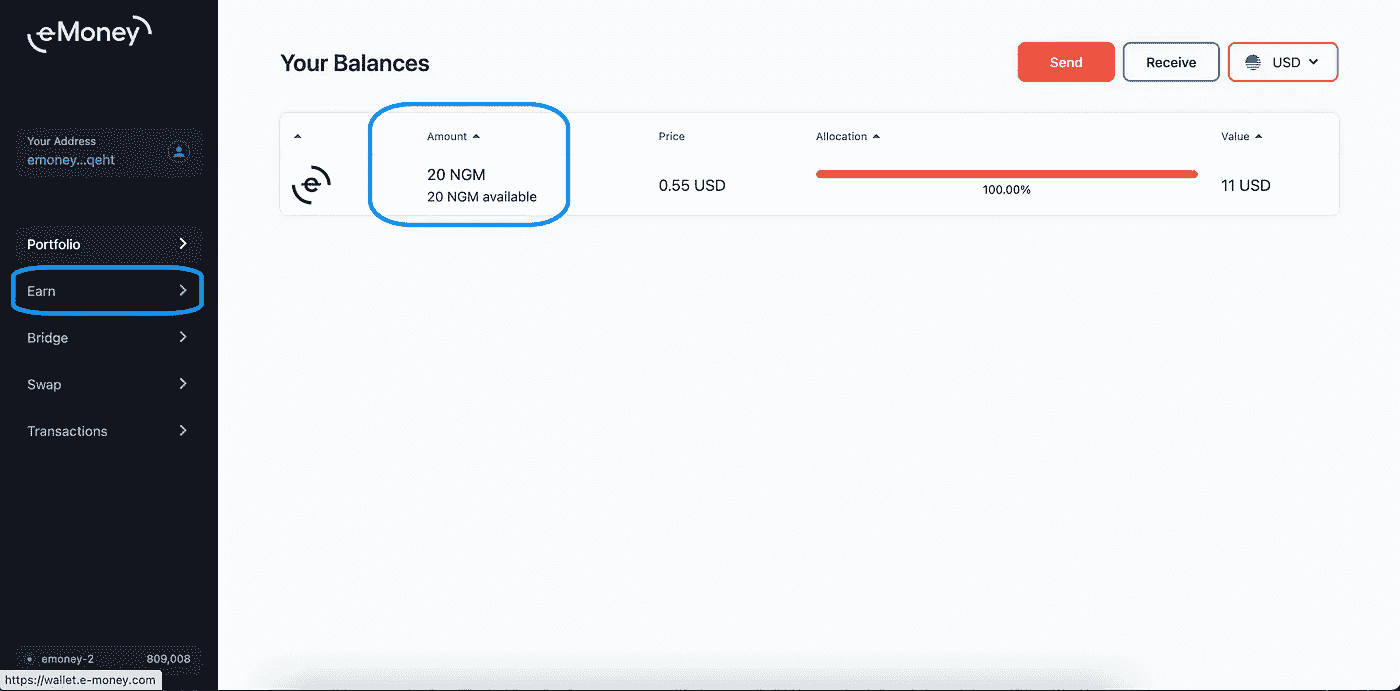 eMoney
Your Address
emoney...qeht
Portfolio
Earn
Bridge
Swap
Transactions
emoney-2 809,008
https://wallet.e-money.com
Your Balances
Send
Receive
USD
Amount Price Allocation Value
e
20 NGM
20 NGM available
0.55 USD
100.00%
11 USD